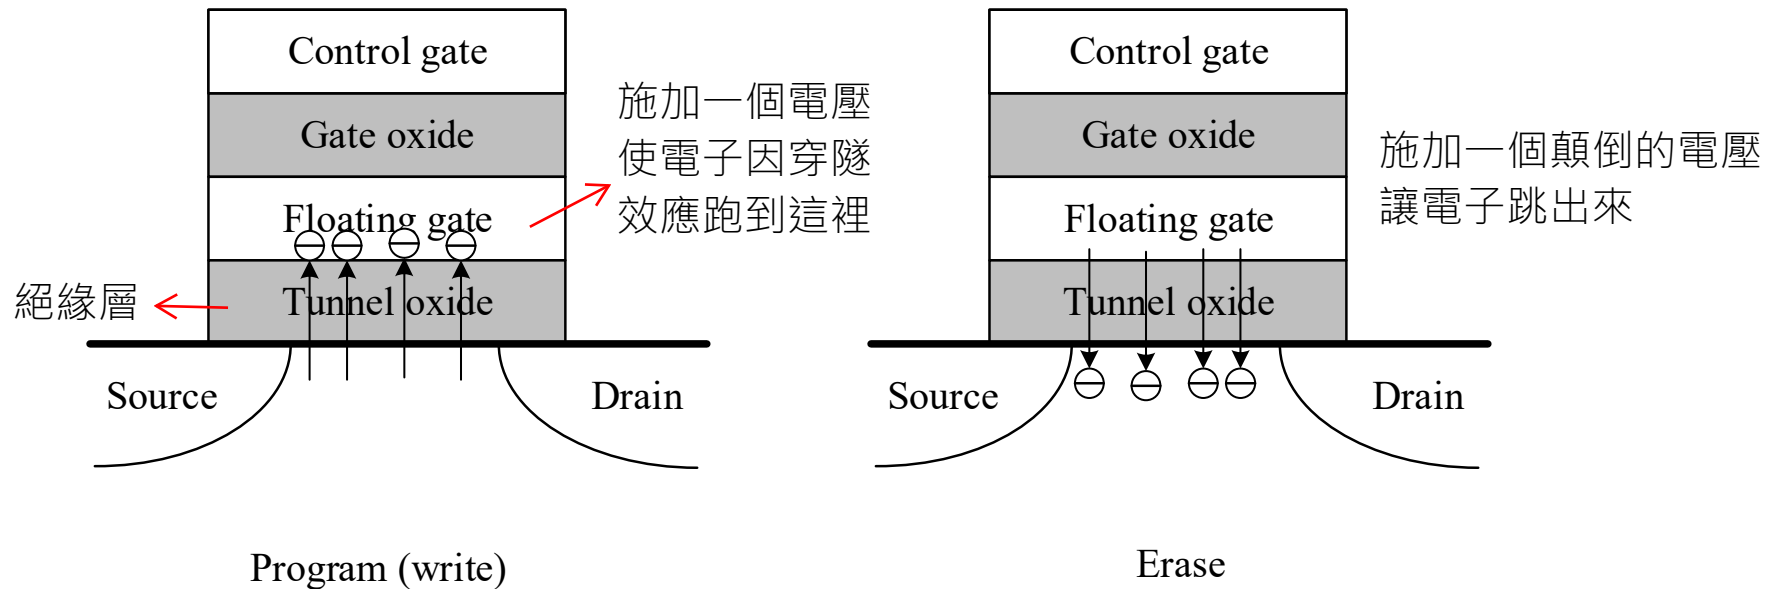 Control gate
Gate oxide
Floating gate
Tunnel oxide
Source
Drain
絕緣層
施加一個電壓
使電子因穿隧
效應跑到這裡
Program (write)
Control gate
Gate oxide
Floating gate
Tunnel oxide
Source
Drain
施加一個顛倒的電壓
讓電子跳出來
Erase